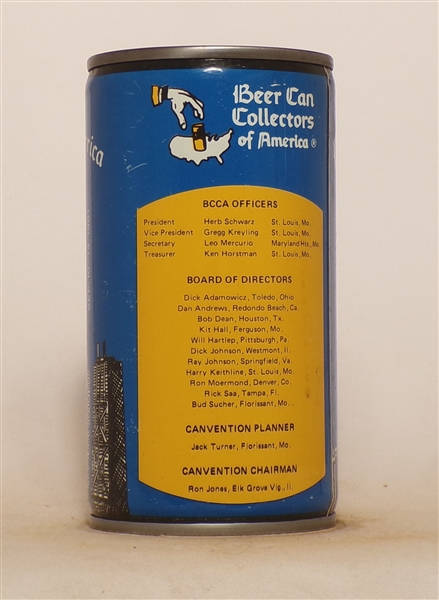 Beer Can
Collectors
of America ®
rica
BCCA OFFICERS
President Herb Schwarz St. Louis, Mo.
Vice President Gregg Kreyling St. Louis, Mo.
Secretary Leo Mercurio Maryland Hts., Mo.
Treasurer Ken Horstman St. Louis, Mo.
BOARD OF DIRECTORS
Dick Adamowicz, Toledo, Ohio
Dan Andrews, Redondo Beach, Ca.
Bob Dean, Houston, Tx.
Kit Hall, Ferguson, Mo.
Will Hartlep, Pittsburgh, Pa.
Dick Johnson, Westmont, Il.
Ray Johnson, Springfield, Va.
Harry Keithline, St. Louis, Mo.
Ron Moermond, Denver, Co.
Rick Saa, Tampa, Fl.
Bud Sucher, Florissant, Mo.
CANVENTION PLANNER
Jack Turner, Florissant, Mo.
CANVENTION CHAIRMAN
Ron Jones, Elk Grove Vlg., Il.